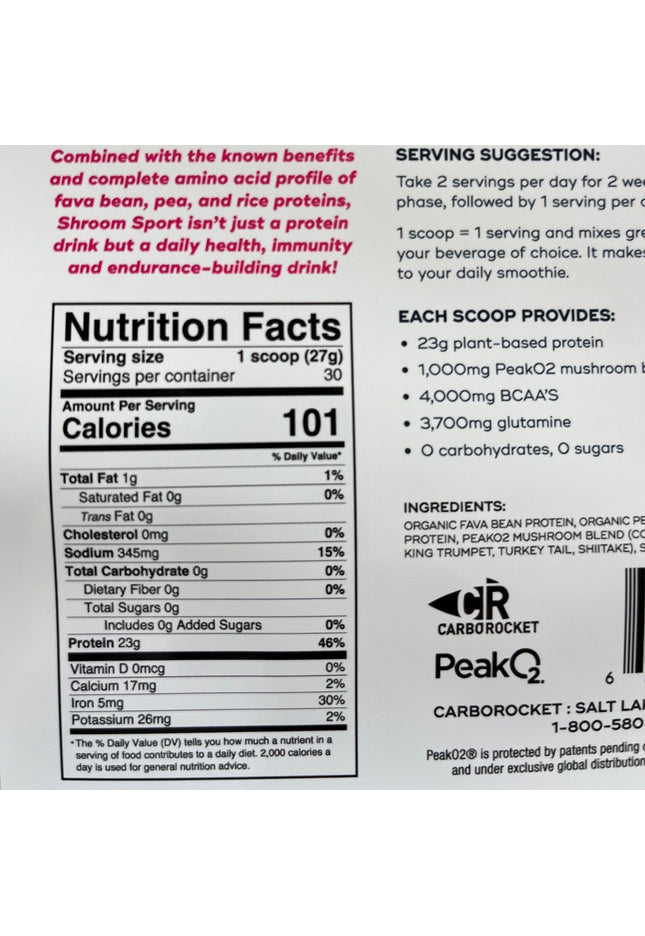 Combined with the known benefits
and complete amino acid profile of
fava bean, pea, and rice proteins,
Shroom Sport isn't just a protein
drink but a daily health, immunity
and endurance-building drink!
Nutrition Facts
Serving size 1 scoop (27g)
Servings per container 30
Amount Per Serving
Calories 101
% Daily Value*
Total Fat 1g 1%
Saturated Fat 0g 0%
Trans Fat 0g
Cholesterol 0mg 0%
Sodium 345mg 15%
Total Carbohydrate 0g 0%
Dietary Fiber 0g 0%
Total Sugars 0g
Includes 0g Added Sugars 0%
Protein 23g 46%
Vitamin D 0mcg 0%
Calcium 17mg 2%
Iron 5mg 30%
Potassium 26mg 2%
*The % Daily Value (DV) tells you how much a nutrient in a
serving of food contributes to a daily diet. 2,000 calories a
day is used for general nutrition advice.
SERVING SUGGESTION:
Take 2 servings per day for 2
phase, followed by 1 serving per
1 scoop = 1 serving and mixes
your beverage of choice. It makes
to your daily smoothie.
EACH SCOOP PROVIDES:
• 23g plant-based protein
• 1,000mg PeakO2 mushroom
• 4,000mg BCAA'S
• 3,700mg glutamine
• 0 carbohydrates, 0 sugars
INGREDIENTS:
ORGANIC FAVA BEAN PROTEIN, ORGANIC
PROTEIN, PEAKO2 MUSHROOM BLEND
KING TRUMPET, TURKEY TAIL, SHIITAKE),
CR
CARBOROCKET
PeakO2.
6
CARBOROCKET : SALT
1-800-580
PeakO2® is protected by patents pending
and under exclusive global distribution